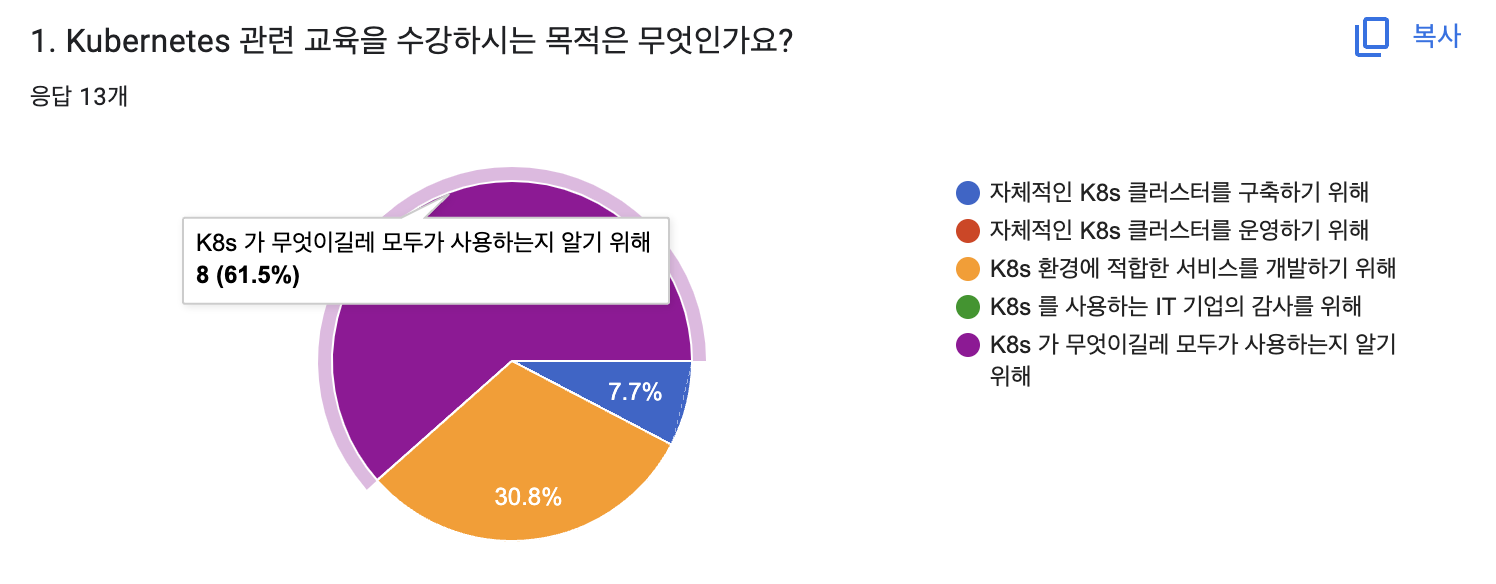 1. Kubernetes 관련 교육을 수강하시는 목적은 무엇인가요?
복사
응답 13개
K8s 가 무엇이길레 모두가 사용하는지 알기 위해
8 (61.5%)
7.7%
30.8%
자체적인 K8s 클러스터를 구축하기 위해
자체적인 K8s 클러스터를 운영하기 위해
K8s 환경에 적합한 서비스를 개발하기 위해
K8s 를 사용하는 IT 기업의 감사를 위해
K8s 가 무엇이길레 모두가 사용하는지 알기
위해